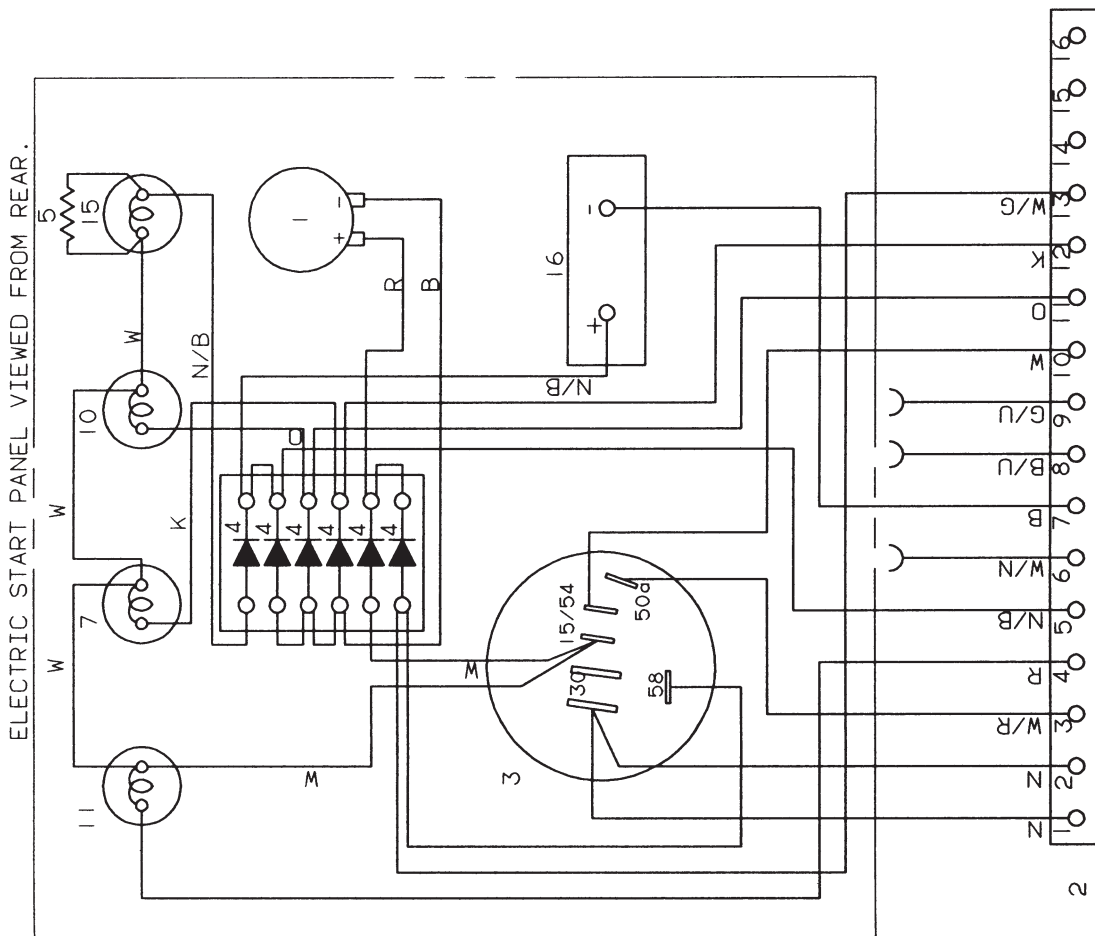 ELECTRIC START PANEL VIEWED FROM REAR.
5
15
W
N/B
10
W
K
7
W
11
W
1
+
-
R
B
O
4
4
4
4
4
4
W
16
+
-
N/B
3
15/54
50a
30
58
16
15
14
13
W/G
12
K
11
O
10
W
9
G/U
8
B/U
7
B
6
W/N
5
N/B
4
R
3
W/R
2
N
1
N
2